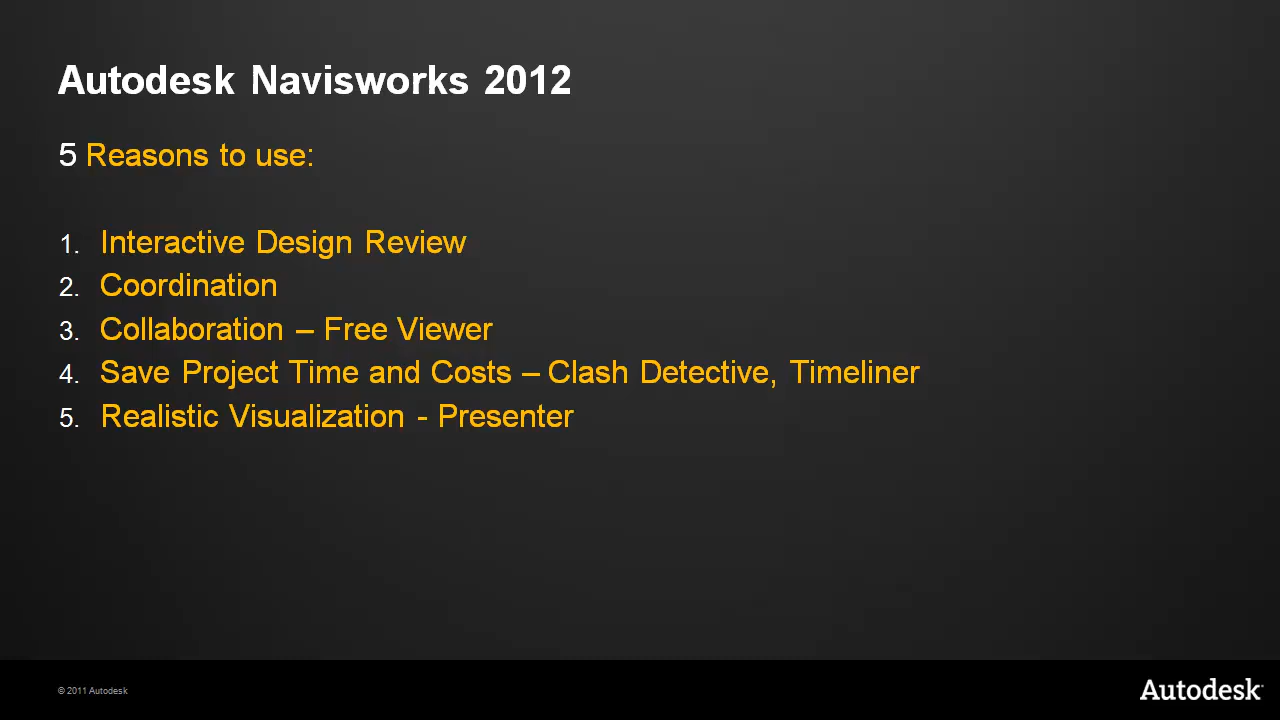 Autodesk Navisworks 2012
5 Reasons to use:
1. Interactive Design Review
2. Coordination
3. Collaboration – Free Viewer
4. Save Project Time and Costs – Clash Detective, Timeliner
5. Realistic Visualization - Presenter
© 2011 Autodesk
Autodesk